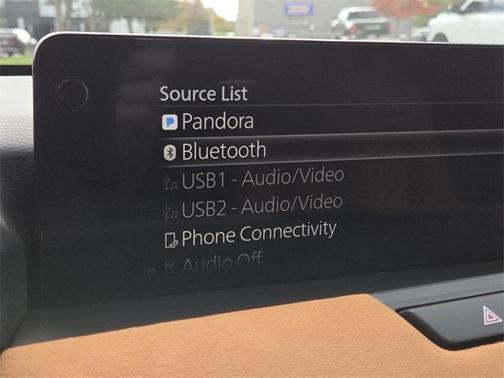 Source List
Pandora
Bluetooth
USB1 - Audio/Video
USB2 - Audio/Video
Phone Connectivity
Audio Off